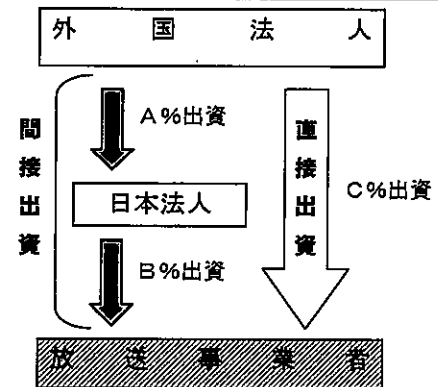 外国法人
間接出資
A%出資
日本法人
B%出資
直接出資
C%出資
放送事業者